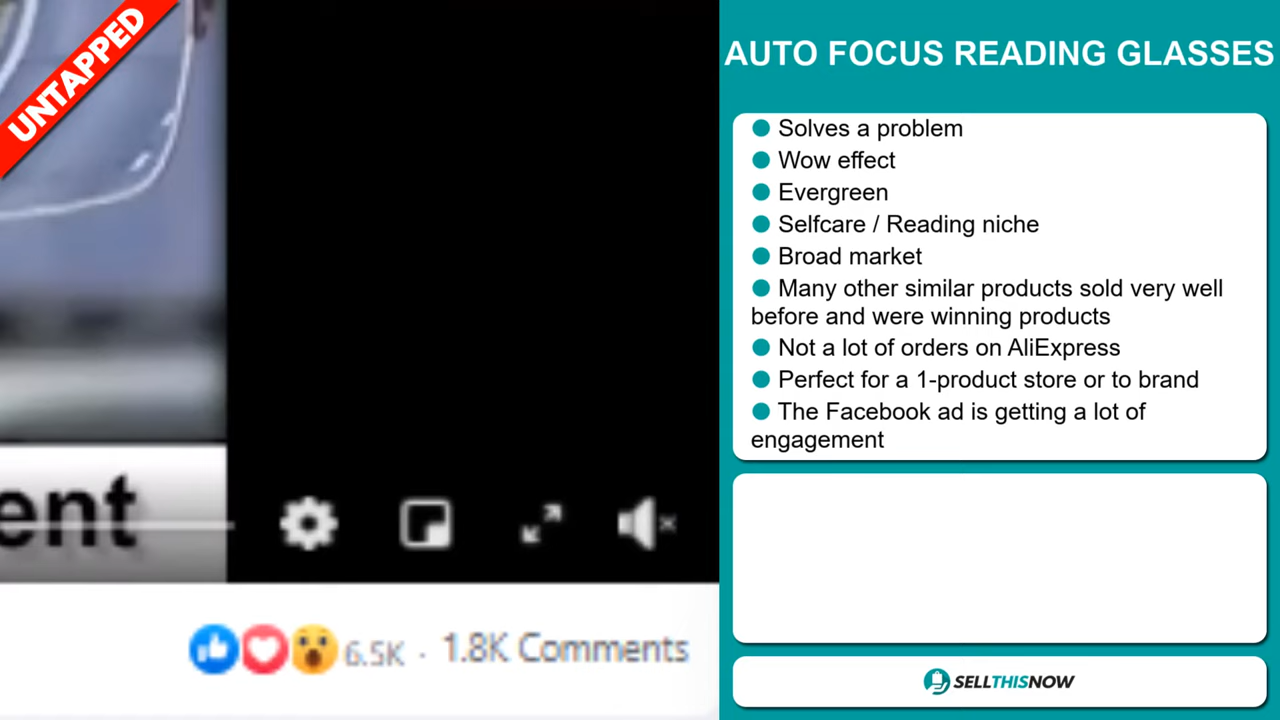 UNTAPPED
ent
6.5K · 1.8K Comments
AUTO FOCUS READING GLASSES
● Solves a problem
● Wow effect
● Evergreen
● Selfcare / Reading niche
● Broad market
● Many other similar products sold very well
before and were winning products
● Not a lot of orders on AliExpress
● Perfect for a 1-product store or to brand
● The Facebook ad is getting a lot of
engagement
SELLTHISNOW